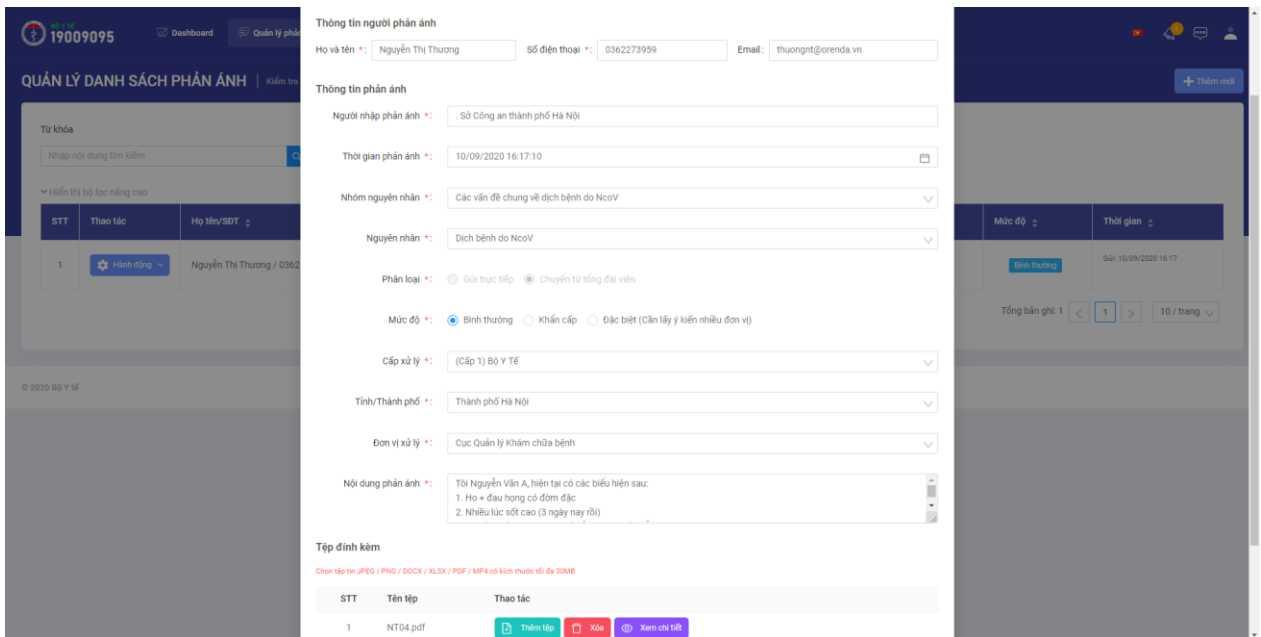 BỘ Y TẾ
19009095
Dashboard
Quản lý phản
QUẢN LÝ DANH SÁCH PHẢN ÁNH | Kiểm tra
Thêm mới
Từ khóa
Nhập nội dung tìm kiếm
Hiển thị bộ lọc nâng cao
STT Thao tác Họ tên/SĐT Mức độ Thời gian
1 Hành động Nguyễn Thị Thương / 0362 Bình thường Gửi: 10/09/2020 16:17
Tổng bản ghi: 1 < 1 > 10 / trang
© 2020 Bộ Y tế
Thông tin người phản ánh
Họ và tên *: Nguyễn Thị Thương Số điện thoại *: 0362273959 Email: thuongnt@orenda.vn
Thông tin phản ánh
Người nhập phản ánh *: . Sở Công an thành phố Hà Nội
Thời gian phản ánh *: 10/09/2020 16:17:10
Nhóm nguyên nhân *: Các vấn đề chung về dịch bệnh do NcoV
Nguyên nhân *: Dịch bệnh do NcoV
Phân loại *: Gửi trực tiếp Chuyển từ tổng đài viên
Mức độ *: Bình thường Khẩn cấp Đặc biệt (Cần lấy ý kiến nhiều đơn vị)
Cấp xử lý *: (Cấp 1) Bộ Y Tế
Tỉnh/Thành phố *: Thành phố Hà Nội
Đơn vị xử lý *: Cục Quản lý Khám chữa bệnh
Nội dung phản ánh *: Tôi Nguyễn Văn A, hiện tại có các biểu hiện sau:
1. Ho + đau họng có đờm đặc
2. Nhiều lúc sốt cao (3 ngày nay rồi)
Tệp đính kèm
Chọn tập tin JPEG / PNG / DOCX / XLSX / PDF / MP4 có kích thước tối đa 30MB
STT Tên tệp Thao tác
1 NT04.pdf Thêm tệp Xóa Xem chi tiết